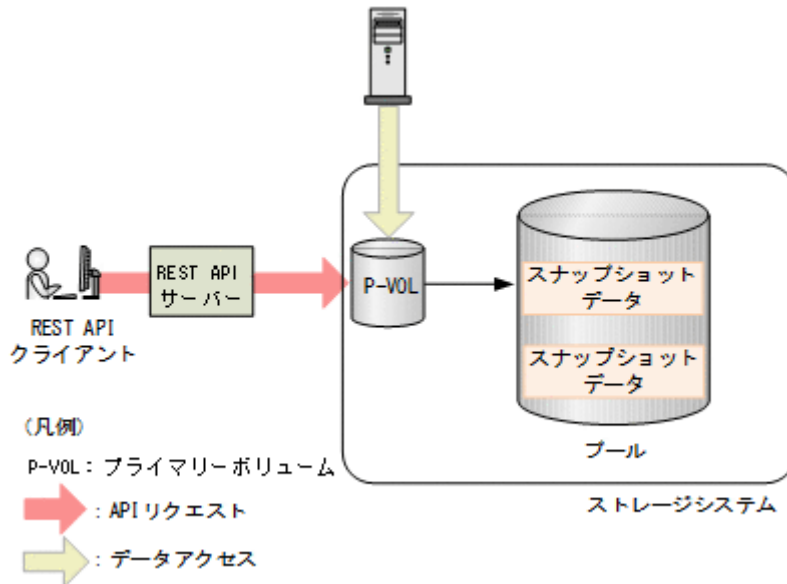 REST API
サーバー
P-VOL
スナップショット
データ
スナップショット
データ
REST API
クライアント
プール
ストレージシステム
(凡例)
P-VOL：プライマリーボリューム
：APIリクエスト
：データアクセス